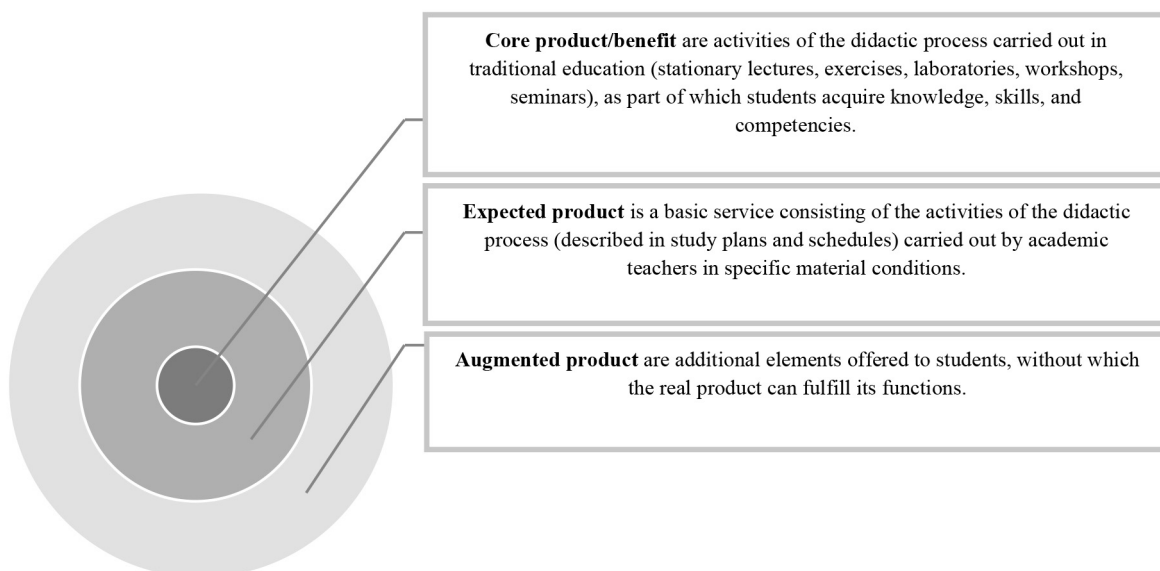 Core product/benefit are activities of the didactic process carried out in
traditional education (stationary lectures, exercises, laboratories, workshops,
seminars), as part of which students acquire knowledge, skills, and
competencies.
Expected product is a basic service consisting of the activities of the didactic
process (described in study plans and schedules) carried out by academic
teachers in specific material conditions.
Augmented product are additional elements offered to students, without which
the real product can fulfill its functions.